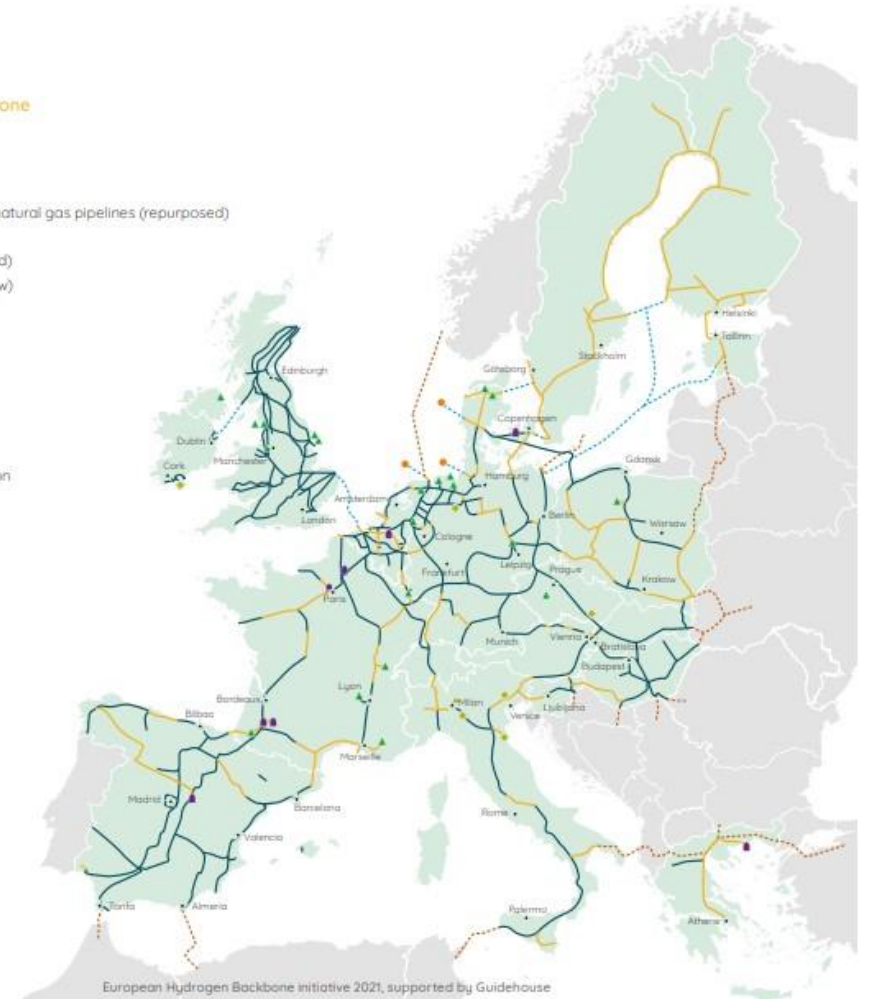 one
atural gas pipelines (repurposed)
d)
w)
n
Helsinki
Tallinn
Stockholm
Göteborg
Edinburgh
Copenhagen
Dublin
Manchester
Cork
Gdańsk
Hamburg
Amsterdam
London
Berlin
Warsaw
Cologne
Leipzig
Frankfurt
Prague
Krakow
Paris
Munich
Vienna
Bratislava
Budapest
Lyon
Bordeaux
Milan
Ljubljana
Venice
Bilbao
Marseille
Madrid
Barcelona
Rome
Valencia
Tarifa
Almeria
Palermo
Athens
European Hydrogen Backbone initiative 2021, supported by Guidehouse